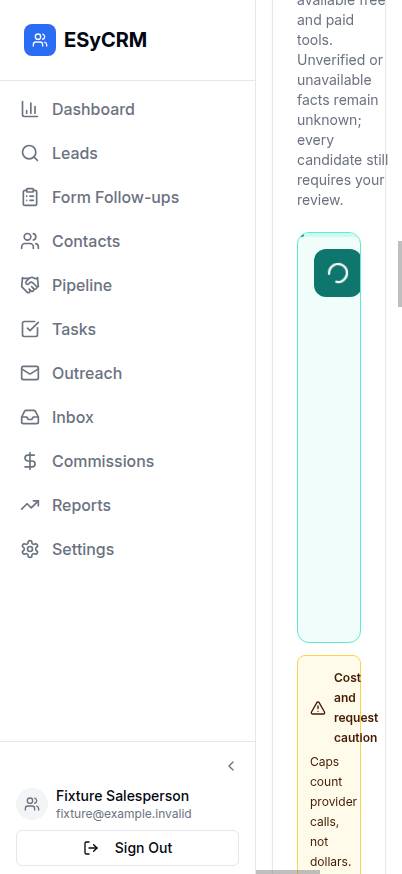 ESyCRM
Dashboard
Leads
Form Follow-ups
Contacts
Pipeline
Tasks
Outreach
Inbox
Commissions
Reports
Settings
Fixture Salesperson
fixture@example.invalid
Sign Out
available free
and paid
tools.
Unverified or
unavailable
facts remain
unknown;
every
candidate still
requires your
review.
Cost
and
request
caution
Caps
count
provider
calls,
not
dollars.